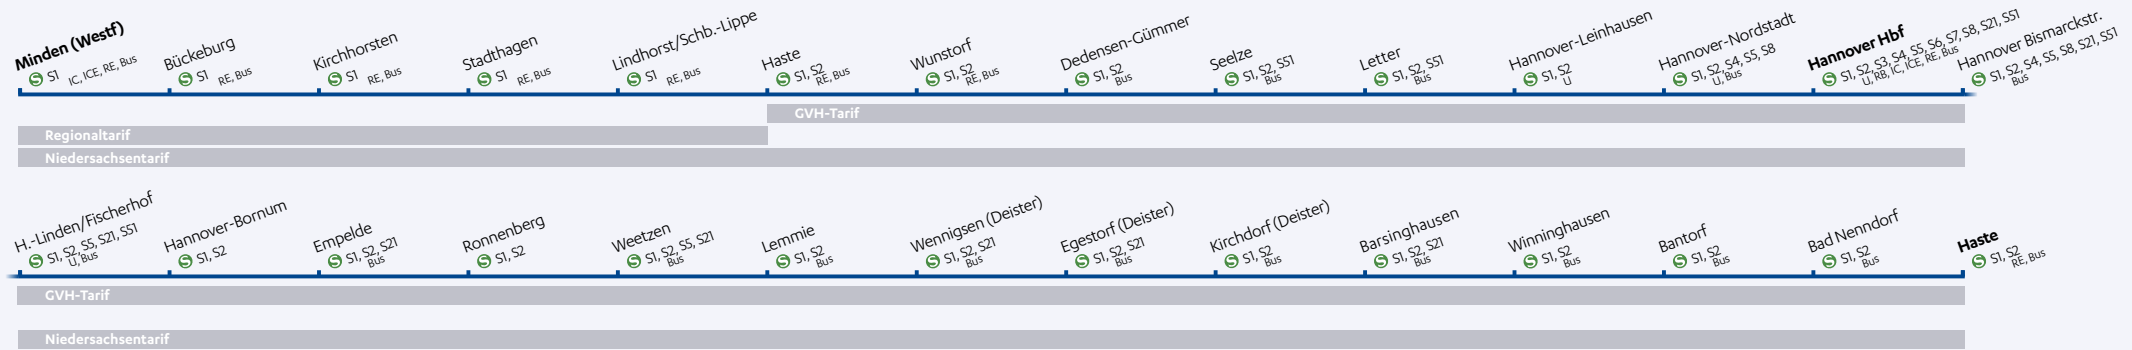 Minden (Westf)
S S1 IC, ICE, RE, Bus
Bückeburg
S S1 RE, Bus
Kirchhorsten
S S1 RE, Bus
Stadthagen
S S1 RE, Bus
Lindhorst/Schb.-Lippe
S S1 RE, Bus
Haste
S S1, S2
RE, Bus
Wunstorf
S S1, S2
RE, Bus
Dedensen-Gümmer
S S1, S2
Bus
Seelze
S S1, S2, S51
Bus
Letter
S S1, S2, S51
Bus
Hannover-Leinhausen
S S1, S2
U
Hannover-Nordstadt
S S1, S2, S4, S5, S8
U, Bus
Hannover Hbf
S S1, S2, S3, S4, S5, S6, S7, S8, S21, S51
U, RB, IC, ICE, RE, Bus
Hannover Bismarckstr.
S S1, S2, S4, S5, S8, S21, S51
Bus
GVH-Tarif
Regionaltarif
Niedersachsentarif
H.-Linden/Fischerhof
S S1, S2, S5, S21, S51
U, Bus
Hannover-Bornum
S S1, S2
Empelde
S S1, S2, S21
Bus
Ronnenberg
S S1, S2
Weetzen
S S1, S2, S5, S21
Bus
Lemmie
S S1, S2
Bus
Wennigsen (Deister)
S S1, S2, S21
Bus
Egestorf (Deister)
S S1, S2, S21
Bus
Kirchdorf (Deister)
S S1, S2
Bus
Barsinghausen
S S1, S2, S21
Bus
Winninghausen
S S1, S2
Bus
Bantorf
S S1, S2
Bus
Bad Nenndorf
S S1, S2
Bus
Haste
S S1, S2
RE, Bus
GVH-Tarif
Niedersachsentarif